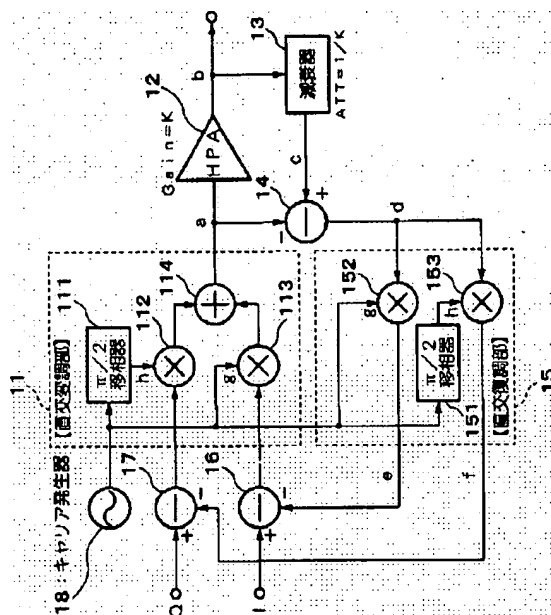 18：キャリア発生器
11
【直交変調部】
111
π/2
移相器
h
112
114
g
113
17
-
+
Q
16
-
+
I
a
Gain=K
12
HPA
b
13
減衰器
ATT=1/K
c
14
-
+
d
【直交復調部】
15
152
g
153
h
π/2
移相器
151
e
f